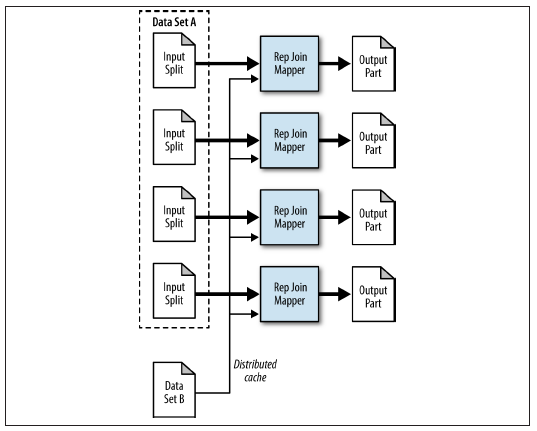 Data Set A
Input
Split
Rep Join
Mapper
Output
Part
Input
Split
Rep Join
Mapper
Output
Part
Input
Split
Rep Join
Mapper
Output
Part
Input
Split
Rep Join
Mapper
Output
Part
Distributed
cache
Data
Set B